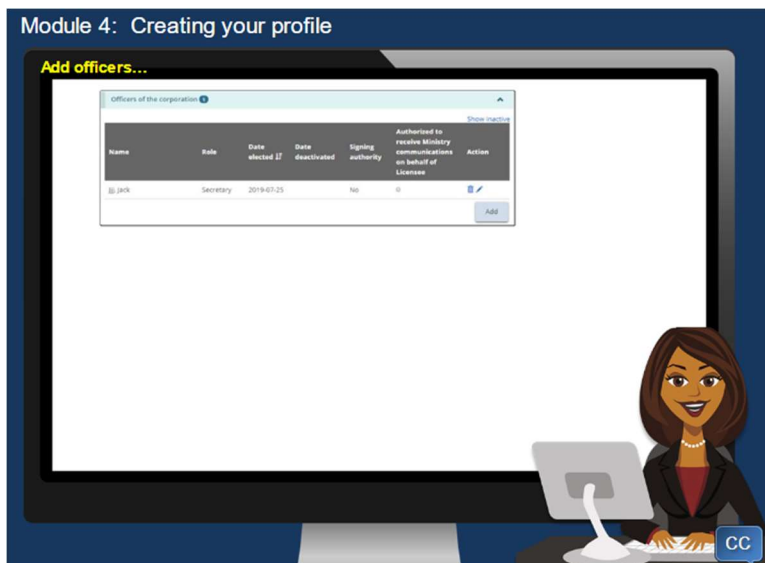 Module 4: Creating your profile
Add officers...
Officers of the corporation
Show inactive
Name Role Date elected Date deactivated Signing authority Authorized to receive Ministry communications on behalf of Licensee Action
Jack Secretary 2019-07-25 No
Add
CC